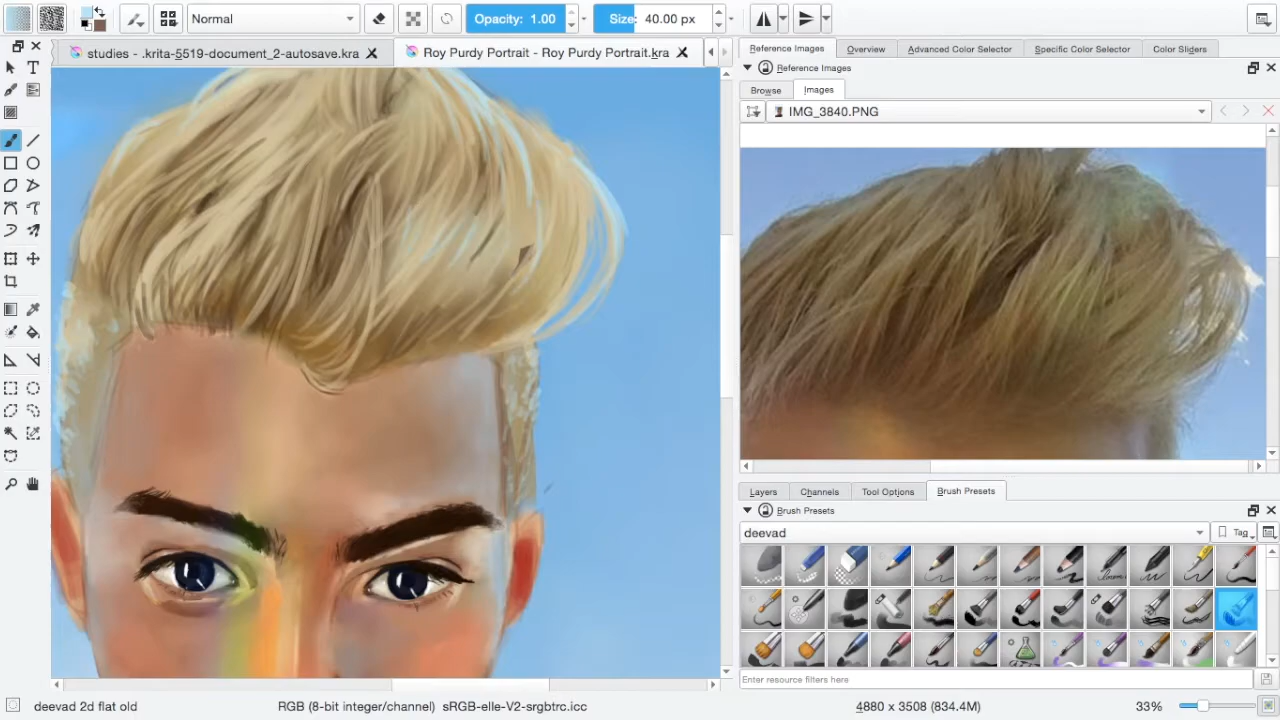 Normal
Opacity: 1.00
Size: 40.00 px
studies - .krita-5519-document_2-autosave.kra
Roy Purdy Portrait - Roy Purdy Portrait.kra
Reference Images
Overview
Advanced Color Selector
Specific Color Selector
Color Sliders
Reference Images
Browse
Images
IMG_3840.PNG
Layers
Channels
Tool Options
Brush Presets
Brush Presets
deevad
Tag
Enter resource filters here
deevad 2d flat old
RGB (8-bit integer/channel) sRGB-elle-V2-srgbtrc.icc
4880 x 3508 (834.4M)
33%